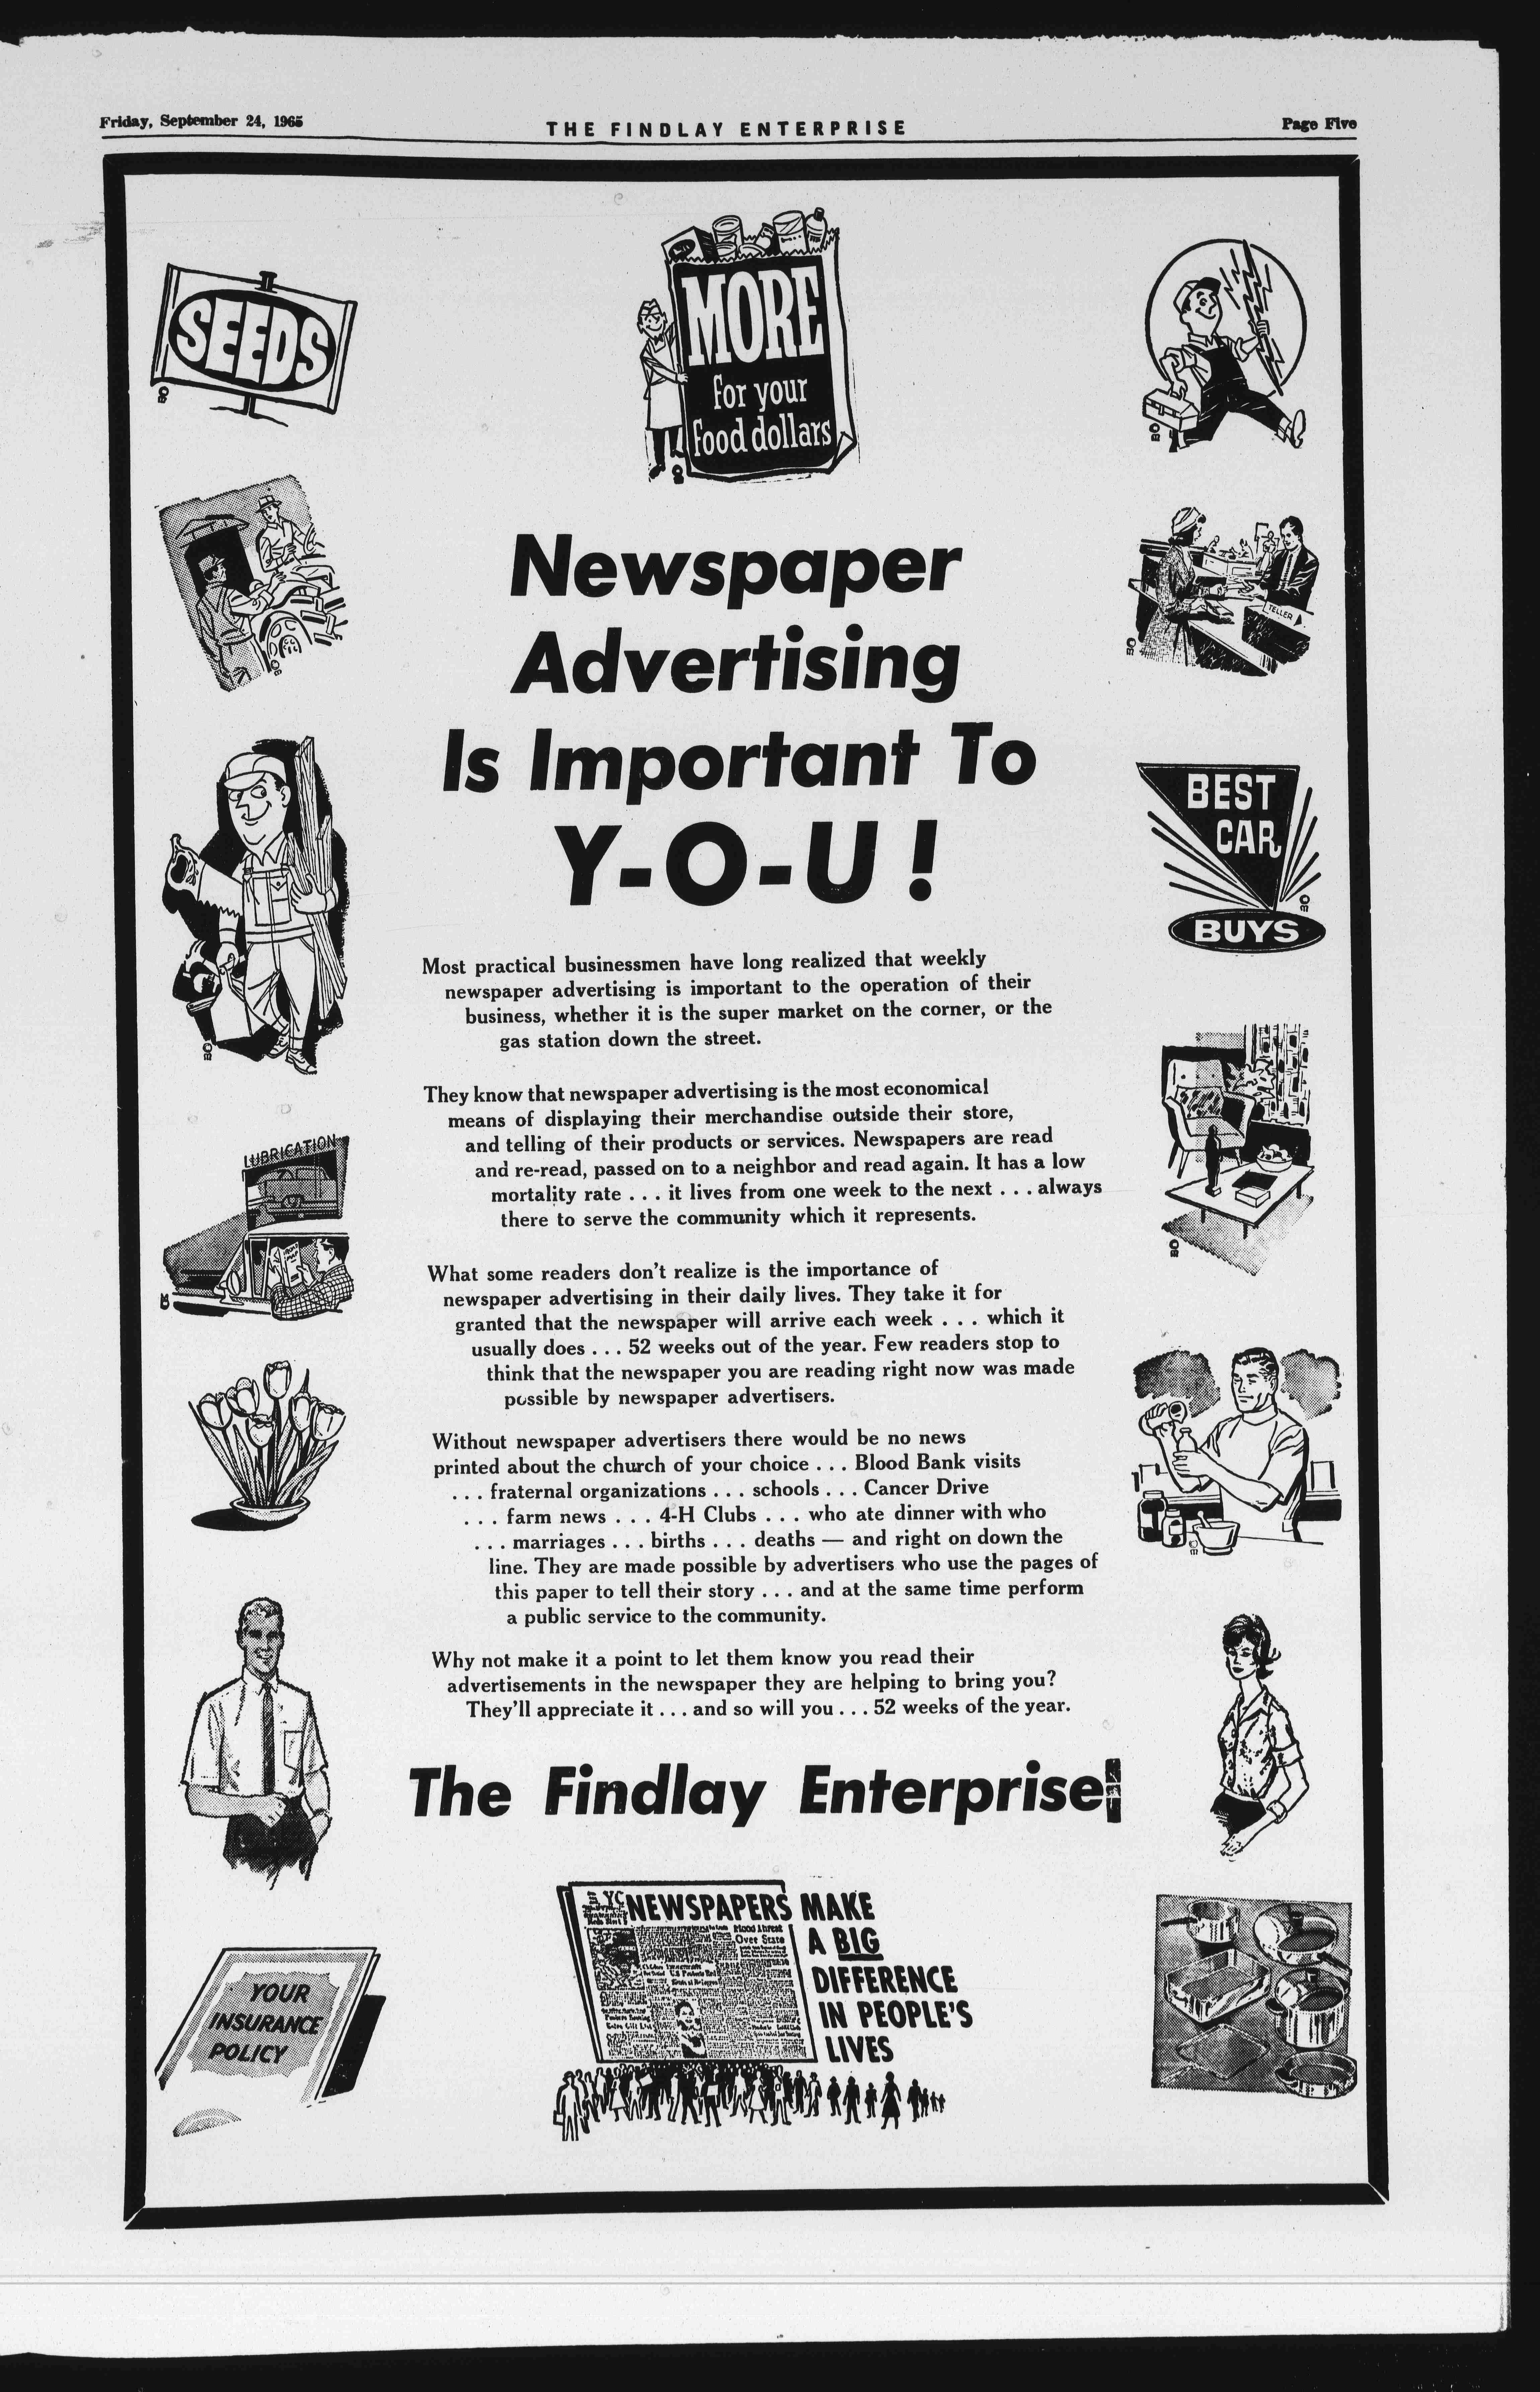 Friday, September 24, 1965
THE FINDLAY ENTERPRISE
Page Five
SEEDS
MORE
for your
food dollars
TELLER
BEST
CAR
BUYS
LUBRICATION
YOUR
INSURANCE
POLICY
Newspaper
Advertising
Is Important To
Y-O-U!
Most practical businessmen have long realized that weekly
newspaper advertising is important to the operation of their
business, whether it is the super market on the corner, or the
gas station down the street.
They know that newspaper advertising is the most economical
means of displaying their merchandise outside their store,
and telling of their products or services. Newspapers are read
and re-read, passed on to a neighbor and read again. It has a low
mortality rate . . . it lives from one week to the next . . . always
there to serve the community which it represents.
What some readers don't realize is the importance of
newspaper advertising in their daily lives. They take it for
granted that the newspaper will arrive each week . . . which it
usually does . . . 52 weeks out of the year. Few readers stop to
think that the newspaper you are reading right now was made
possible by newspaper advertisers.
Without newspaper advertisers there would be no news
printed about the church of your choice . . . Blood Bank visits
. . . fraternal organizations . . . schools . . . Cancer Drive
. . . farm news . . . 4-H Clubs . . . who ate dinner with who
. . . marriages . . . births . . . deaths — and right on down the
line. They are made possible by advertisers who use the pages of
this paper to tell their story . . . and at the same time perform
a public service to the community.
Why not make it a point to let them know you read their
advertisements in the newspaper they are helping to bring you?
They'll appreciate it . . . and so will you . . . 52 weeks of the year.
The Findlay Enterprise
NEWSPAPERS MAKE
A BIG
DIFFERENCE
IN PEOPLE'S
LIVES
Over State